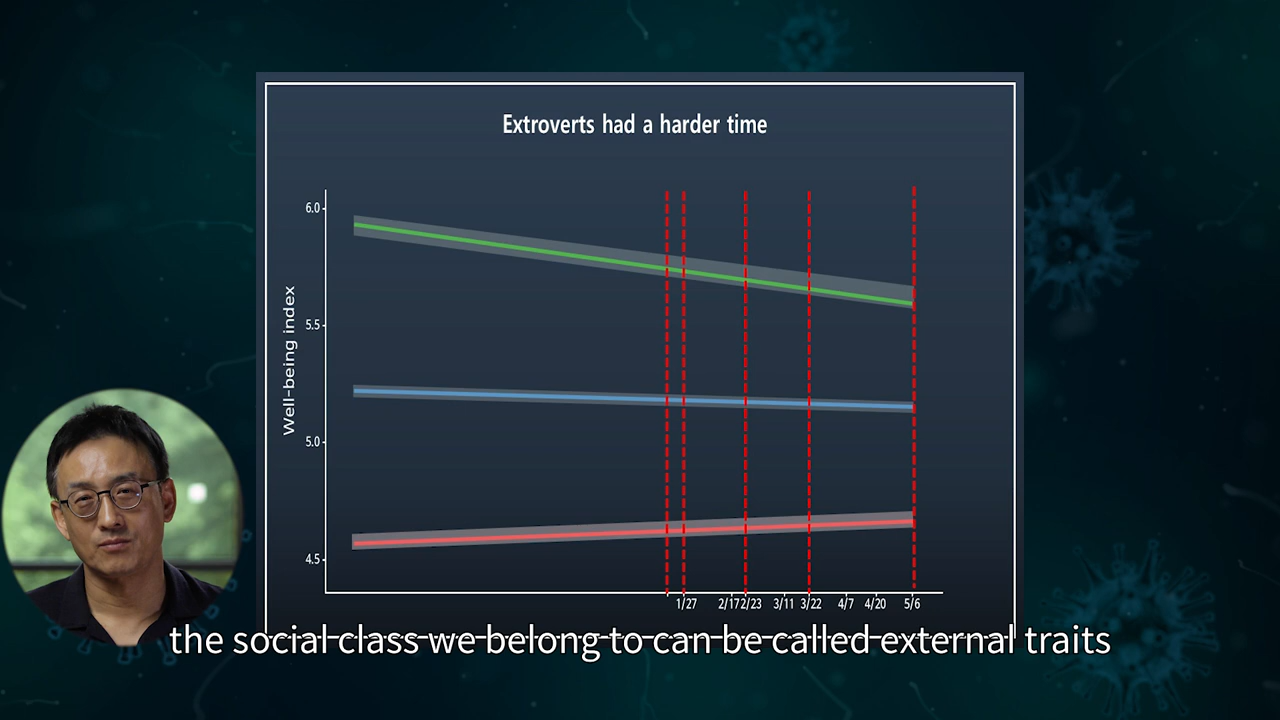 Extroverts had a harder time
6.0
5.5
5.0
4.5
Well-being index
1/27 2/17 2/23 3/11 3/22 4/7 4/20 5/6
the social class we belong to can be called external traits